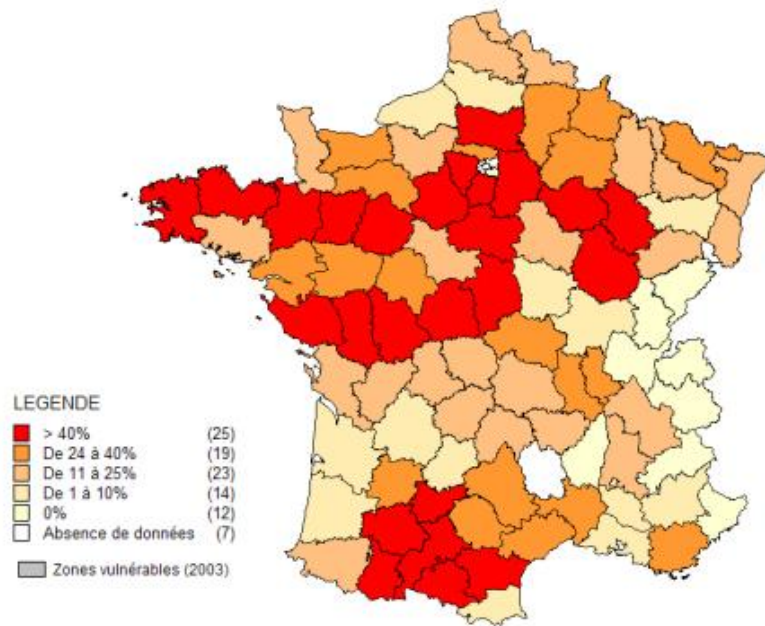 LEGENDE
> 40% (25)
De 24 à 40% (19)
De 11 à 25% (23)
De 1 à 10% (14)
0% (12)
Absence de données (7)
Zones vulnérables (2003)